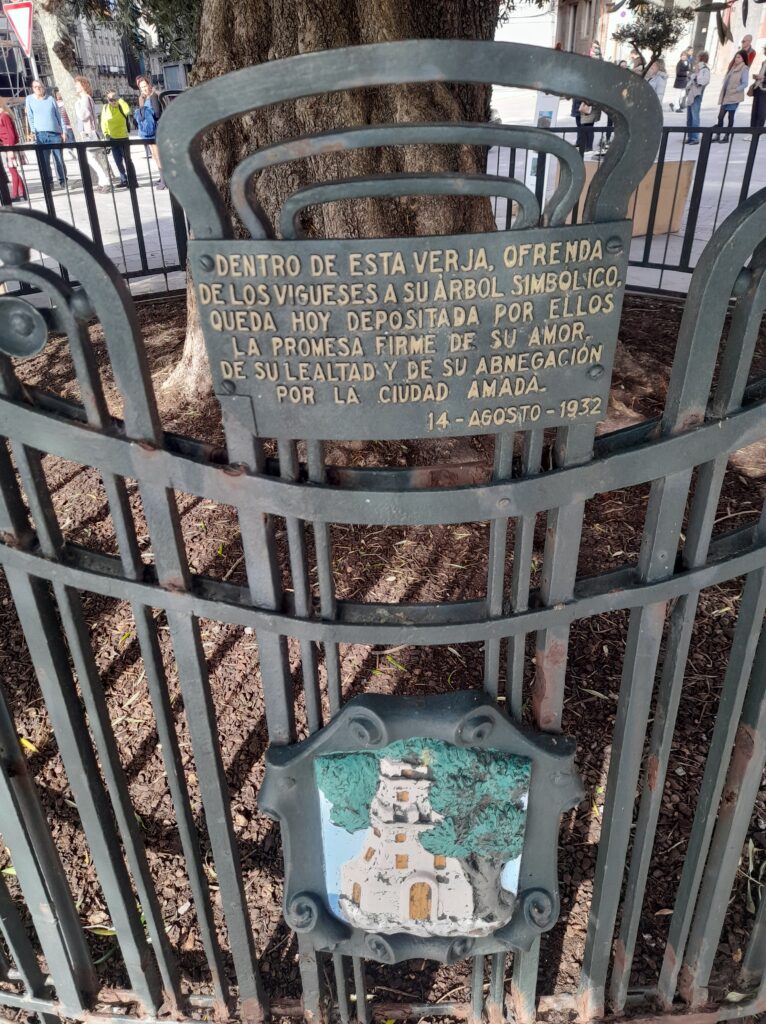 DENTRO DE ESTA VERJA, OFRENDA
DE LOS VIGUESES A SU ÁRBOL SIMBÓLICO,
QUEDA HOY DEPOSITADA POR ELLOS
LA PROMESA FIRME DE SU AMOR,
DE SU LEALTAD Y DE SU ABNEGACIÓN
POR LA CIUDAD AMADA.
14-AGOSTO-1932